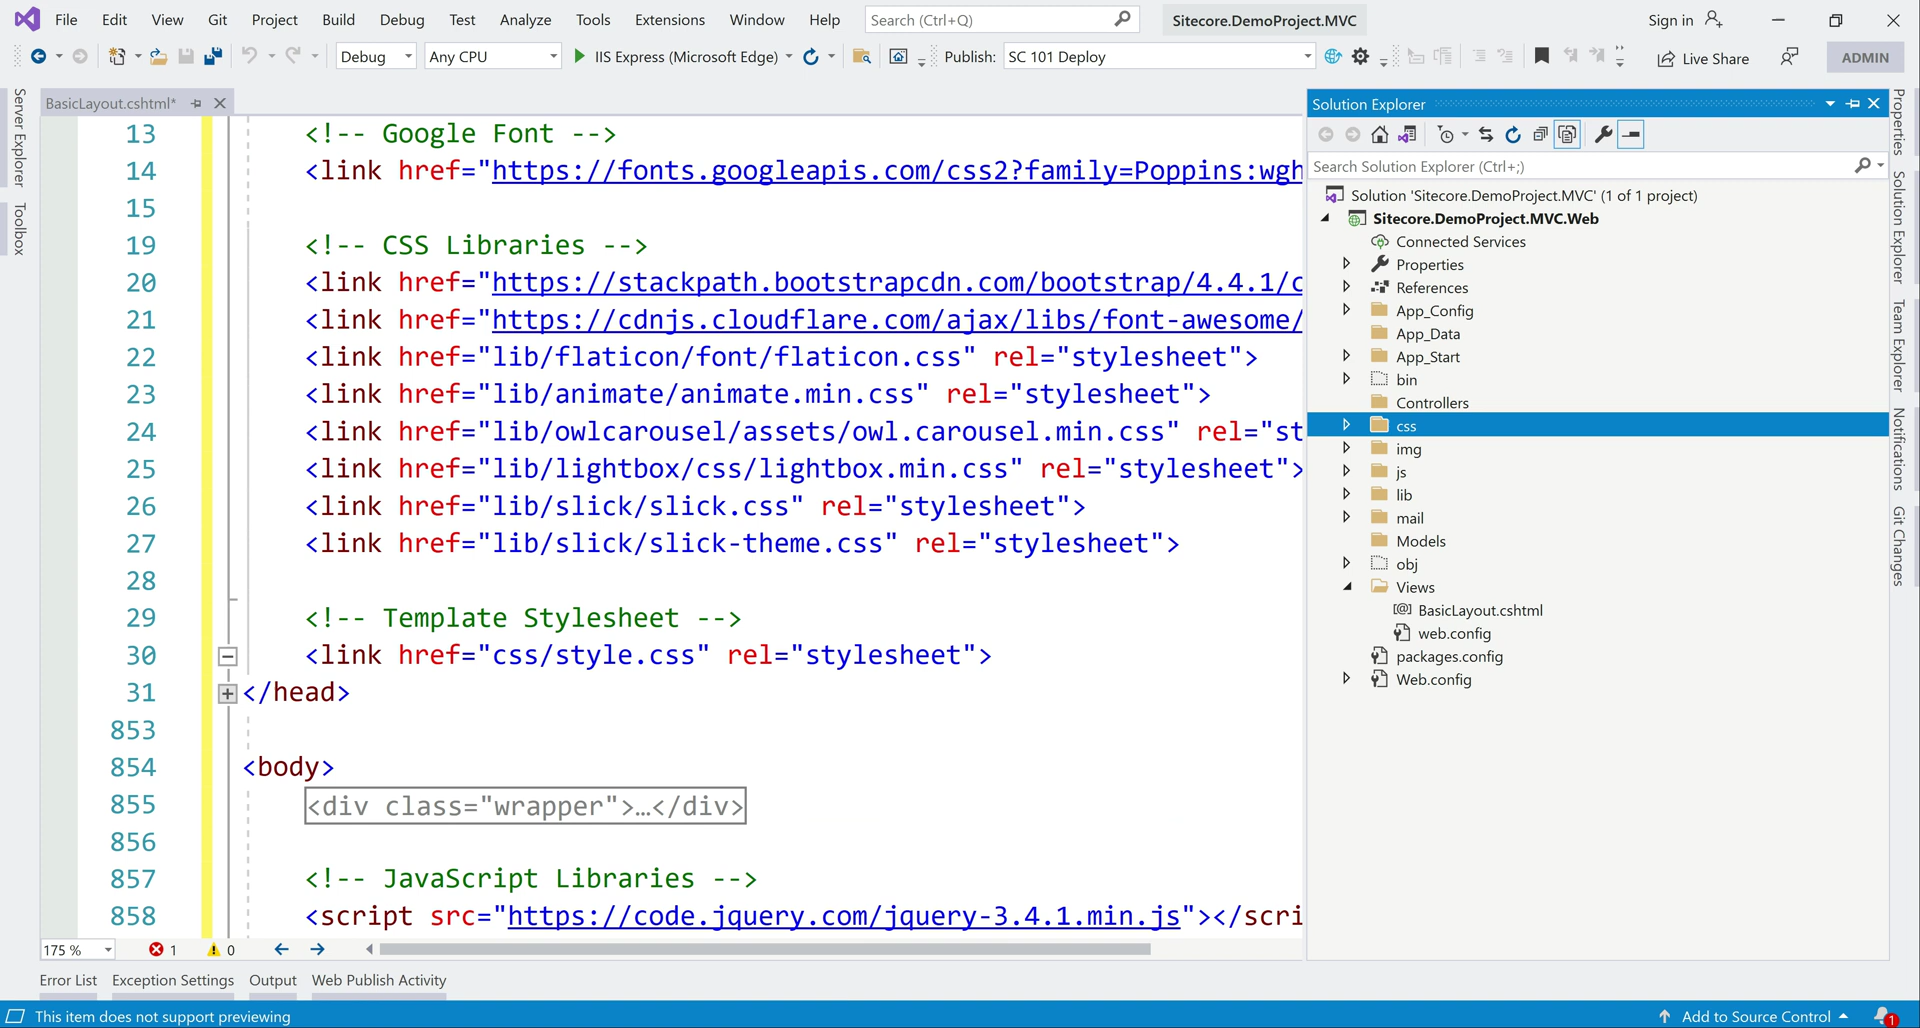 File Edit View Git Project Build Debug Test Analyze Tools Extensions Window Help Search (Ctrl+Q) Sitecore.DemoProject.MVC Sign in
Debug Any CPU IIS Express (Microsoft Edge) Publish: SC 101 Deploy Live Share ADMIN
Server Explorer
Toolbox
BasicLayout.cshtml*
13 <!-- Google Font -->
14 <link href="https://fonts.googleapis.com/css2?family=Poppins:wgh
15
19 <!-- CSS Libraries -->
20 <link href="https://stackpath.bootstrapcdn.com/bootstrap/4.4.1/c
21 <link href="https://cdnjs.cloudflare.com/ajax/libs/font-awesome/
22 <link href="lib/flaticon/font/flaticon.css" rel="stylesheet">
23 <link href="lib/animate/animate.min.css" rel="stylesheet">
24 <link href="lib/owlcarousel/assets/owl.carousel.min.css" rel="st
25 <link href="lib/lightbox/css/lightbox.min.css" rel="stylesheet">
26 <link href="lib/slick/slick.css" rel="stylesheet">
27 <link href="lib/slick/slick-theme.css" rel="stylesheet">
28
29 <!-- Template Stylesheet -->
30 <link href="css/style.css" rel="stylesheet">
31 </head>
853
854 <body>
855 <div class="wrapper">…</div>
856
857 <!-- JavaScript Libraries -->
858 <script src="https://code.jquery.com/jquery-3.4.1.min.js"></scri
175 % 1 0
Solution Explorer
Search Solution Explorer (Ctrl+;)
Solution 'Sitecore.DemoProject.MVC' (1 of 1 project)
Sitecore.DemoProject.MVC.Web
Connected Services
Properties
References
App_Config
App_Data
App_Start
bin
Controllers
css
img
js
lib
mail
Models
obj
Views
BasicLayout.cshtml
web.config
packages.config
Web.config
Properties
Solution Explorer
Team Explorer
Notifications
Git Changes
Error List Exception Settings Output Web Publish Activity
This item does not support previewing Add to Source Control 1